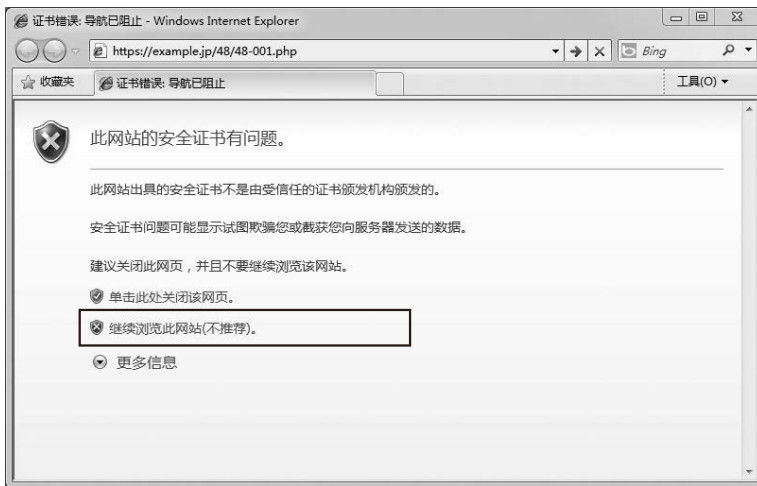 证书错误: 导航已阻止 - Windows Internet Explorer
https://example.jp/48/48-001.php
Bing
收藏夹
证书错误: 导航已阻止
工具(O)
此网站的安全证书有问题。
此网站出具的安全证书不是由受信任的证书颁发机构颁发的。
安全证书问题可能显示试图欺骗您或截获您向服务器发送的数据。
建议关闭此网页，并且不要继续浏览该网站。
单击此处关闭该网页。
继续浏览此网站(不推荐)。
更多信息